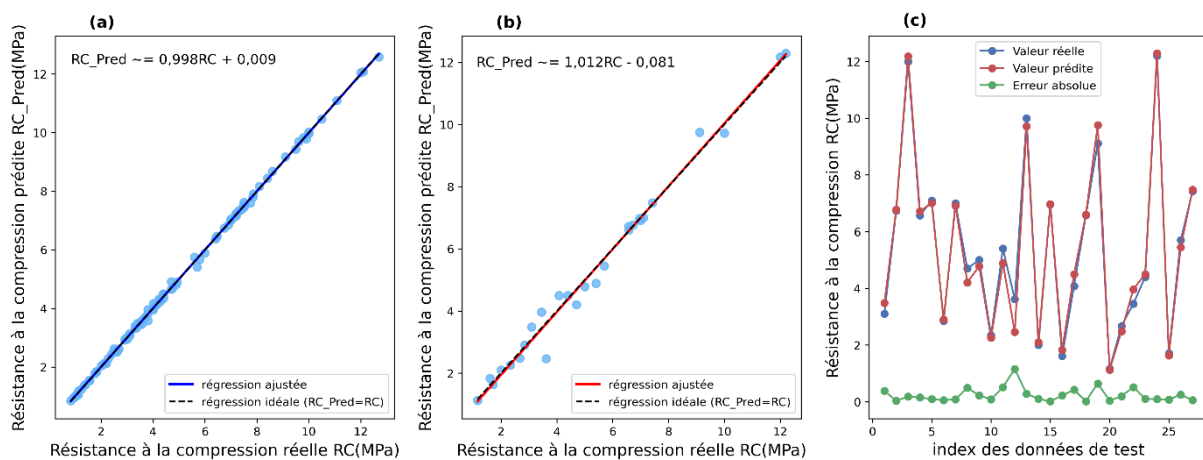 (a)
RC_Pred ~= 0,998RC + 0,009
Résistance à la compression prédite RC_Pred(MPa)
12
10
8
6
4
2
régression ajustée
régression idéale (RC_Pred=RC)
2 4 6 8 10 12
Résistance à la compression réelle RC(MPa)
(b)
RC_Pred ~= 1,012RC - 0,081
Résistance à la compression prédite RC_Pred(MPa)
12
10
8
6
4
2
régression ajustée
régression idéale (RC_Pred=RC)
2 4 6 8 10 12
Résistance à la compression réelle RC(MPa)
(c)
Valeur réelle
Valeur prédite
Erreur absolue
Résistance à la compression RC(MPa)
12
10
8
6
4
2
0
0 5 10 15 20 25
index des données de test